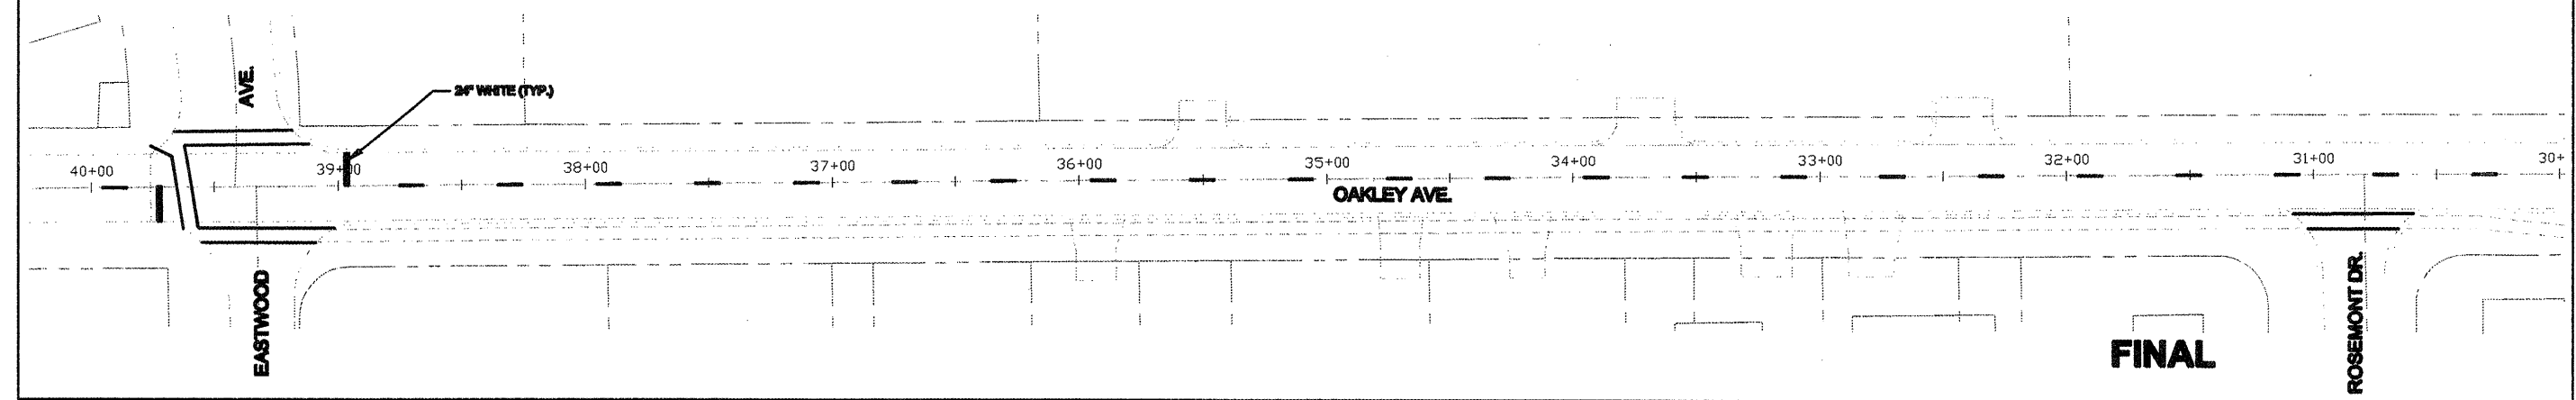 AVE.
24" WHITE (TYP.)
40+00 39+00 38+00 37+00 36+00 35+00 34+00 33+00 32+00 31+00 30+
OAKLEY AVE.
EASTWOOD
ROSEMONT DR.
FINAL